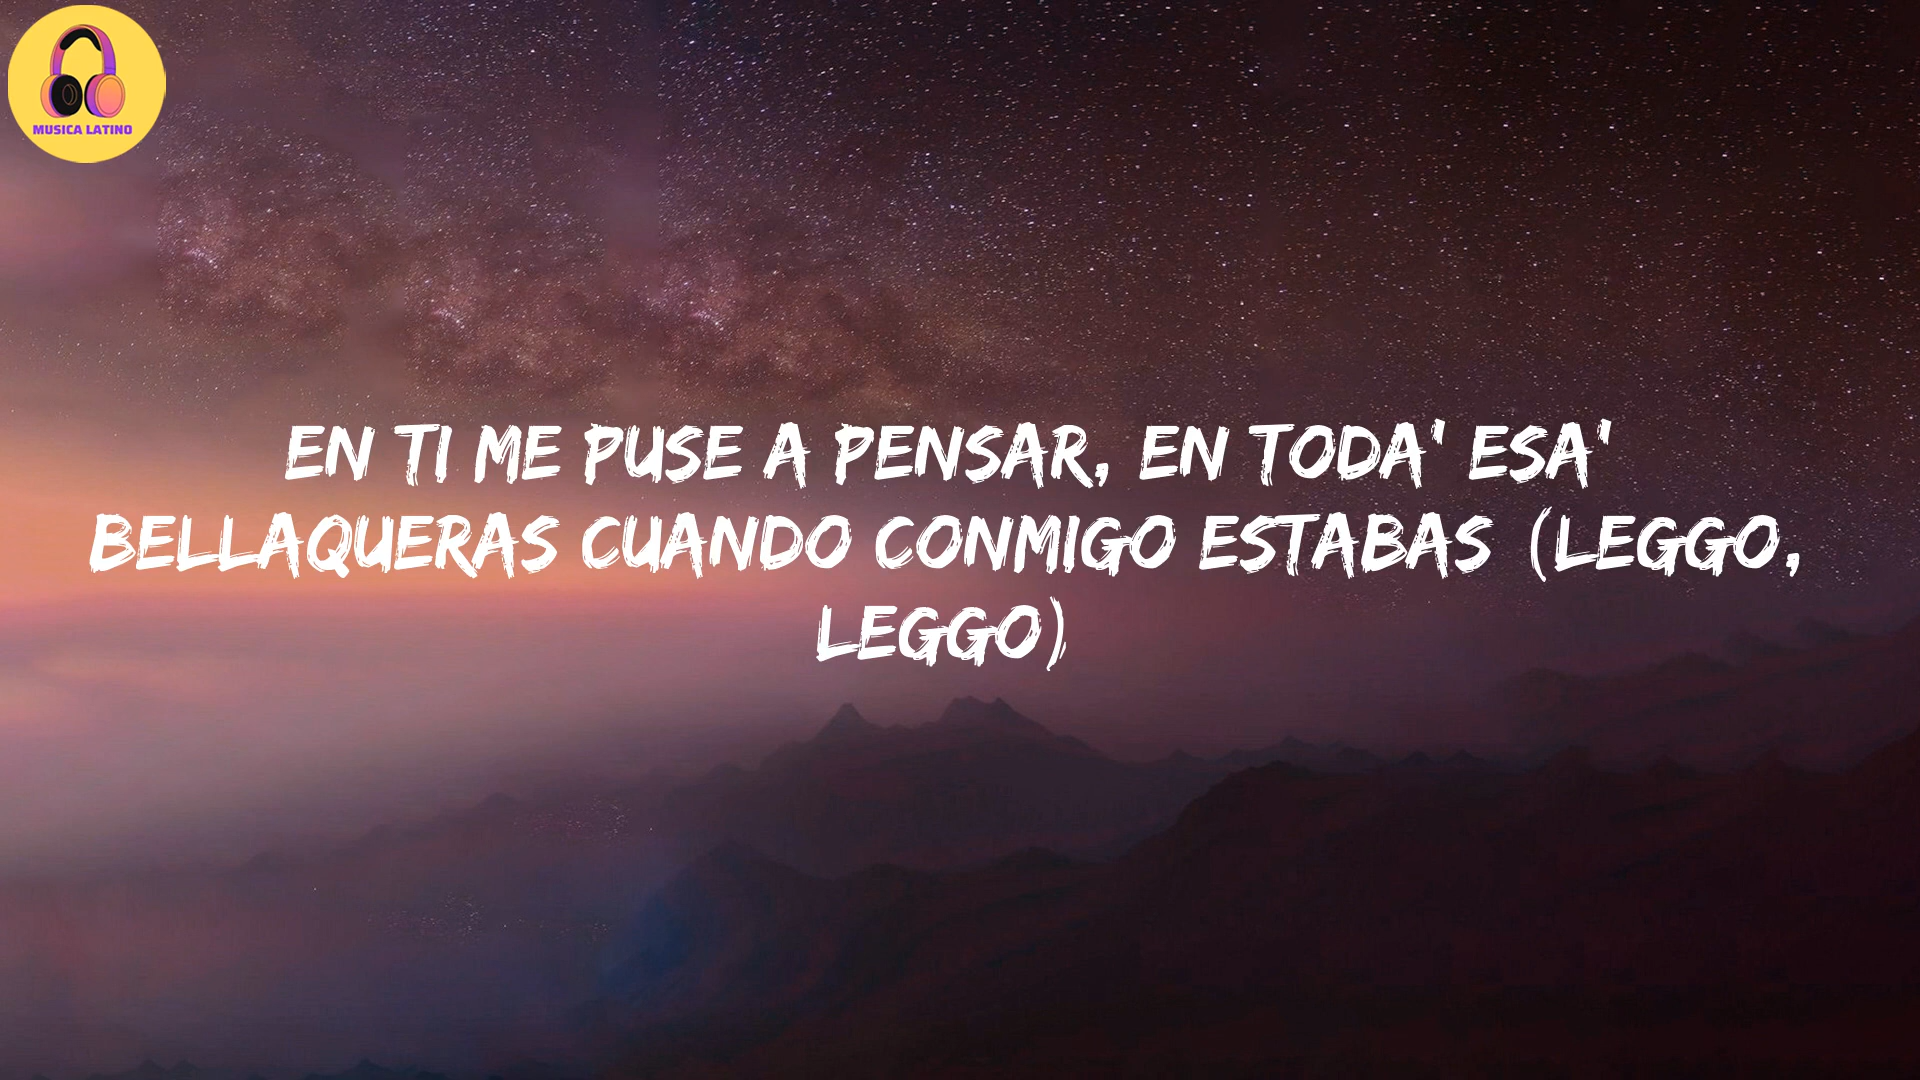 MUSICA LATINO
EN TI ME PUSE A PENSAR, EN TODA' ESA'
BELLAQUERAS CUANDO CONMIGO ESTABAS (LEGGO,
LEGGO)